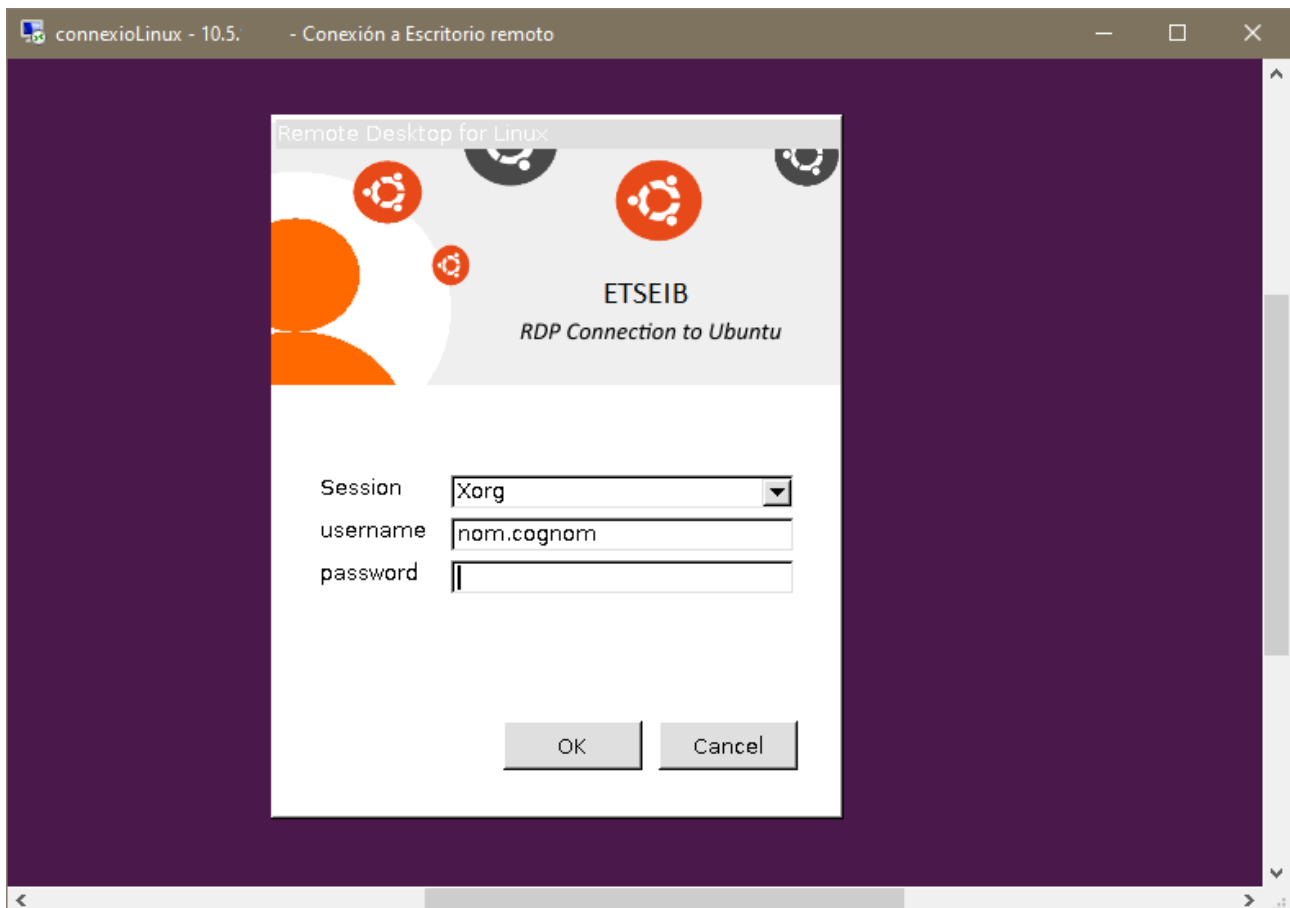 connexioLinux - 10.5. - Conexión a Escritorio remoto
Remote Desktop for Linux
ETSEIB
RDP Connection to Ubuntu
Session Xorg
username nom.cognom
password
OK Cancel